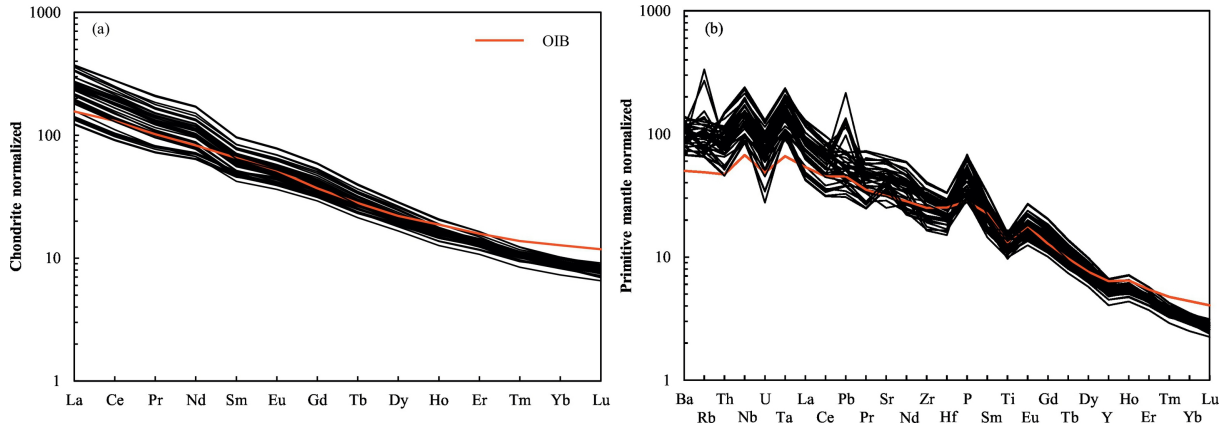 (a)
OIB
Chondrite normalized
1000
100
10
1
La Ce Pr Nd Sm Eu Gd Tb Dy Ho Er Tm Yb Lu
(b)
Primitive mantle normalized
1000
100
10
1
Ba Th U La Pb Sr Zr P Ti Gd Dy Ho Tm Lu
Rb Nb Ta Ce Pr Nd Hf Sm Eu Tb Y Er Yb